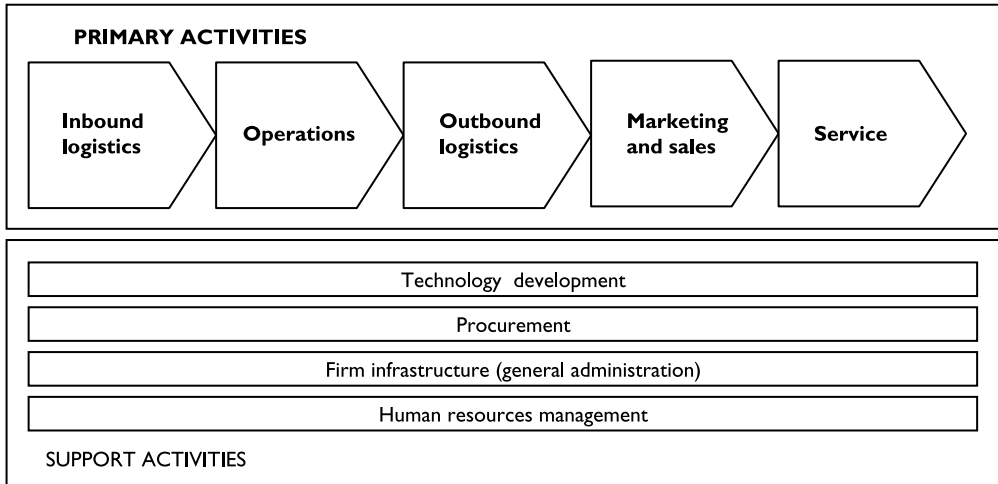 PRIMARY ACTIVITIES
Inbound
logistics
Operations
Outbound
logistics
Marketing
and sales
Service
Technology development
Procurement
Firm infrastructure (general administration)
Human resources management
SUPPORT ACTIVITIES